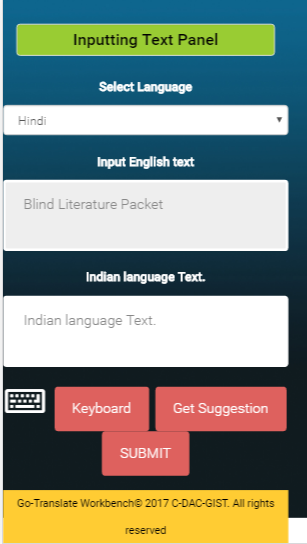 Inputting Text Panel
Select Language
Hindi
Input English text
Blind Literature Packet
Indian language Text.
Indian language Text.
Keyboard Get Suggestion
SUBMIT
Go-Translate Workbench© 2017 C-DAC-GIST. All rights
reserved